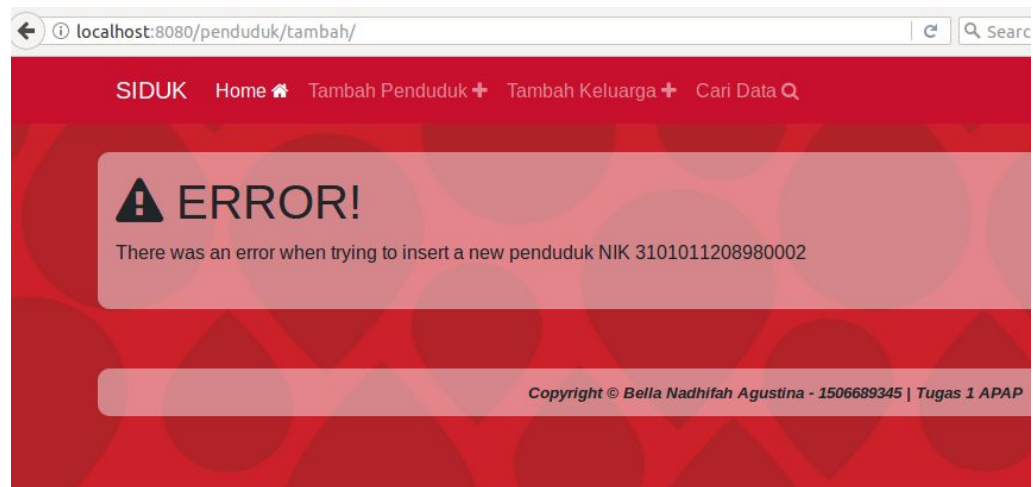 localhost:8080/penduduk/tambah/
Searc
SIDUK Home Tambah Penduduk Tambah Keluarga Cari Data
ERROR!
There was an error when trying to insert a new penduduk NIK 3101011208980002
Copyright © Bella Nadhifah Agustina - 1506689345 | Tugas 1 APAP